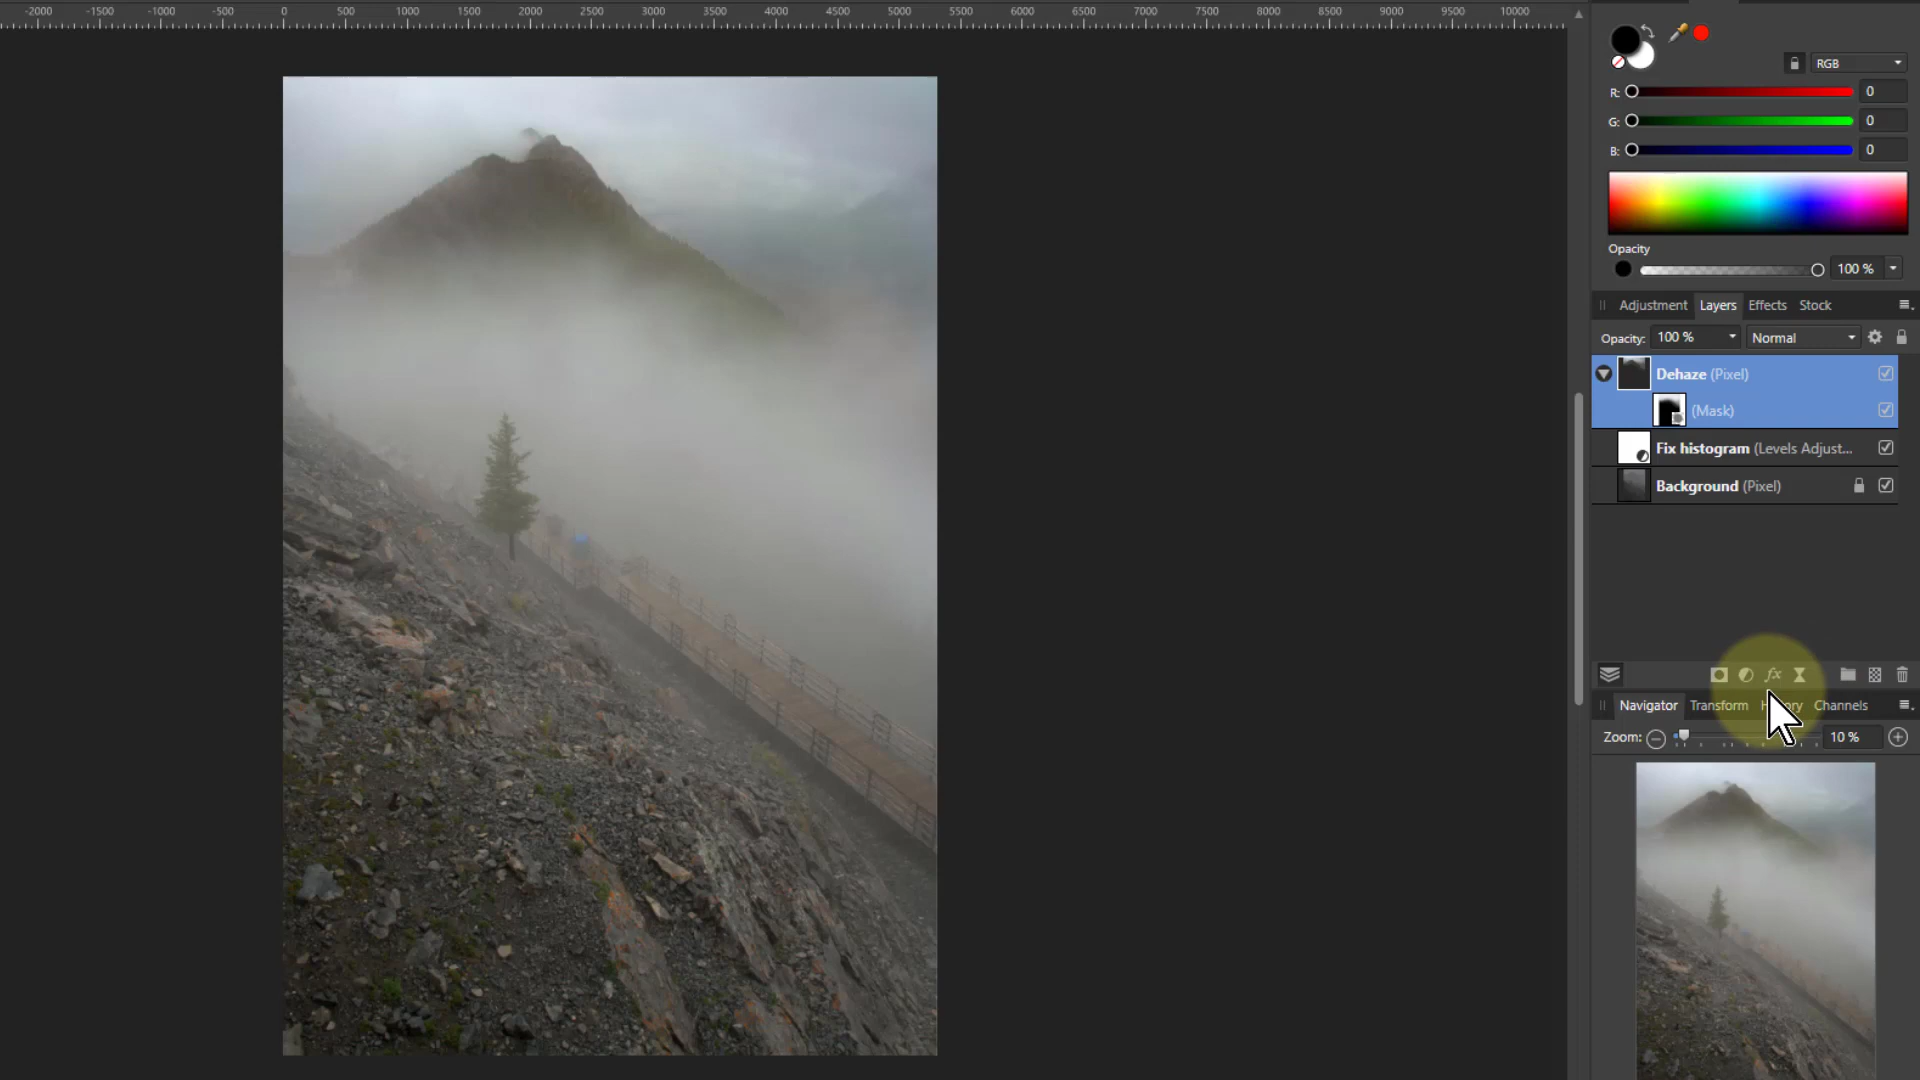 -2000 -1500 -1000 -500 0 500 1000 1500 2000 2500 3000 3500 4000 4500 5000 5500 6000 6500 7000 7500 8000 8500 9000 9500 10000
RGB
R: 0
G: 0
B: 0
Opacity
100 %
Adjustment Layers Effects Stock
Opacity: 100 % Normal
Dehaze (Pixel)
(Mask)
Fix histogram (Levels Adjust...
Background (Pixel)
fx
Navigator Transform History Channels
Zoom: 10 %